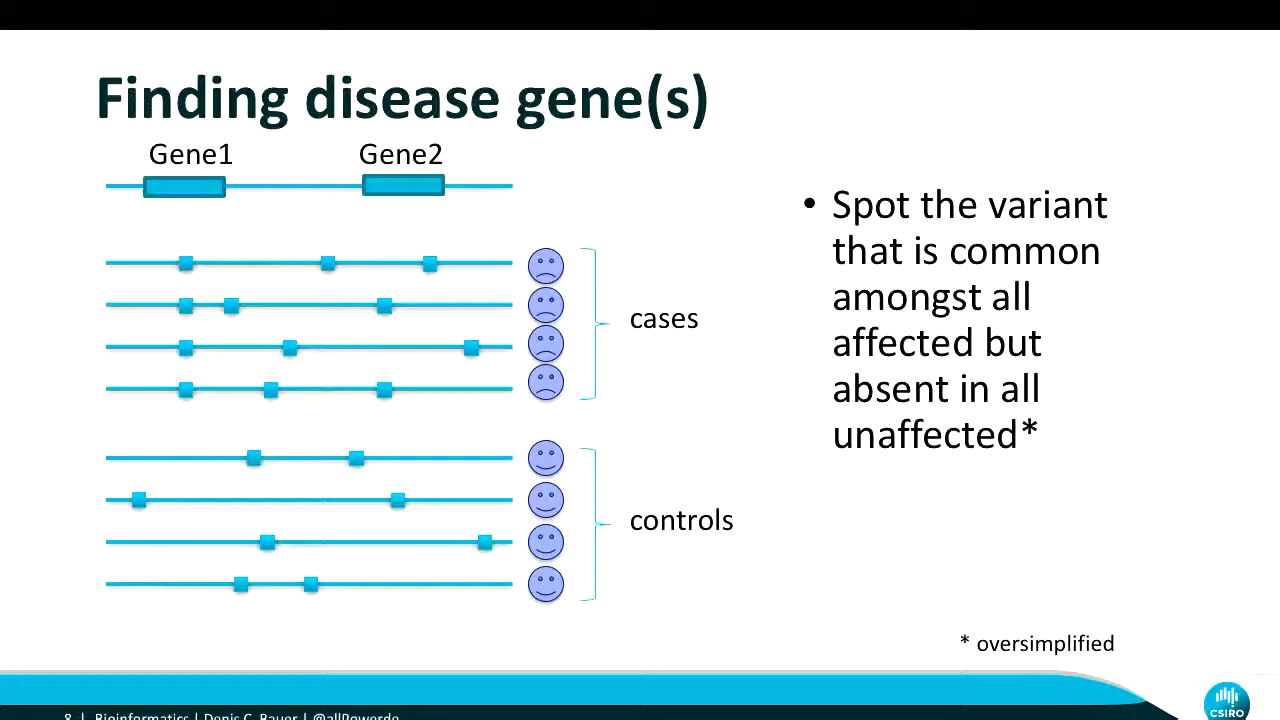 Finding disease gene(s)
Gene1
Gene2
cases
controls
• Spot the variant
that is common
amongst all
affected but
absent in all
unaffected*
* oversimplified
8 | Bioinformatics | Denis C. Bauer | @allPowerde
CSIRO